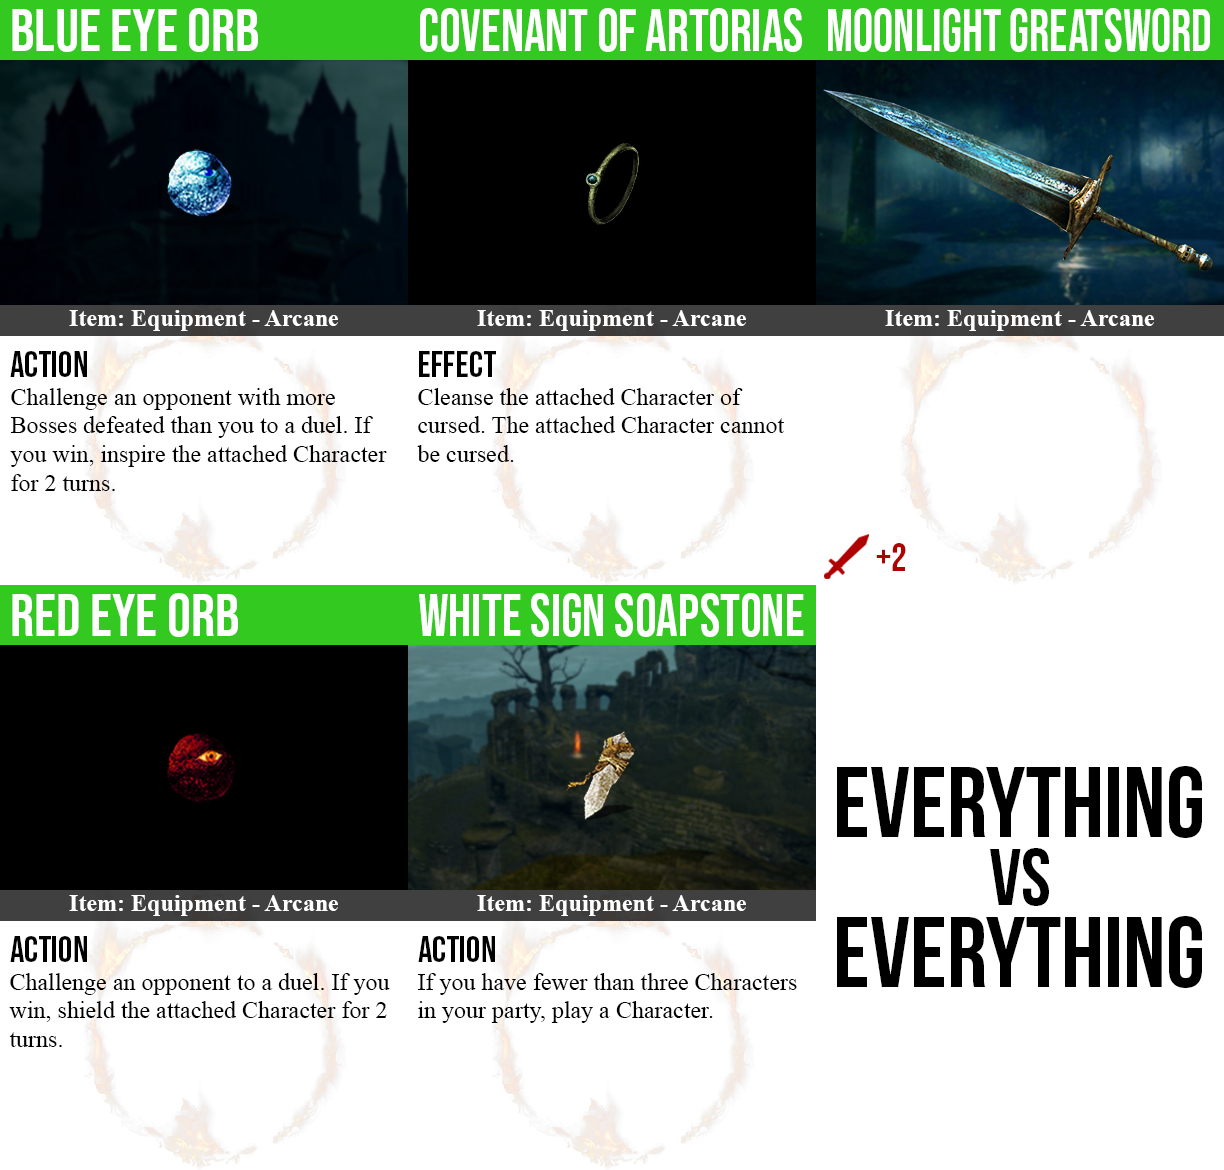 BLUE EYE ORB
Item: Equipment - Arcane
ACTION
Challenge an opponent with more
Bosses defeated than you to a duel. If
you win, inspire the attached Character
for 2 turns.
COVENANT OF ARTORIAS
Item: Equipment - Arcane
EFFECT
Cleanse the attached Character of
cursed. The attached Character cannot
be cursed.
MOONLIGHT GREATSWORD
Item: Equipment - Arcane
+2
RED EYE ORB
Item: Equipment - Arcane
ACTION
Challenge an opponent to a duel. If you
win, shield the attached Character for 2
turns.
WHITE SIGN SOAPSTONE
Item: Equipment - Arcane
ACTION
If you have fewer than three Characters
in your party, play a Character.
EVERYTHING
VS
EVERYTHING